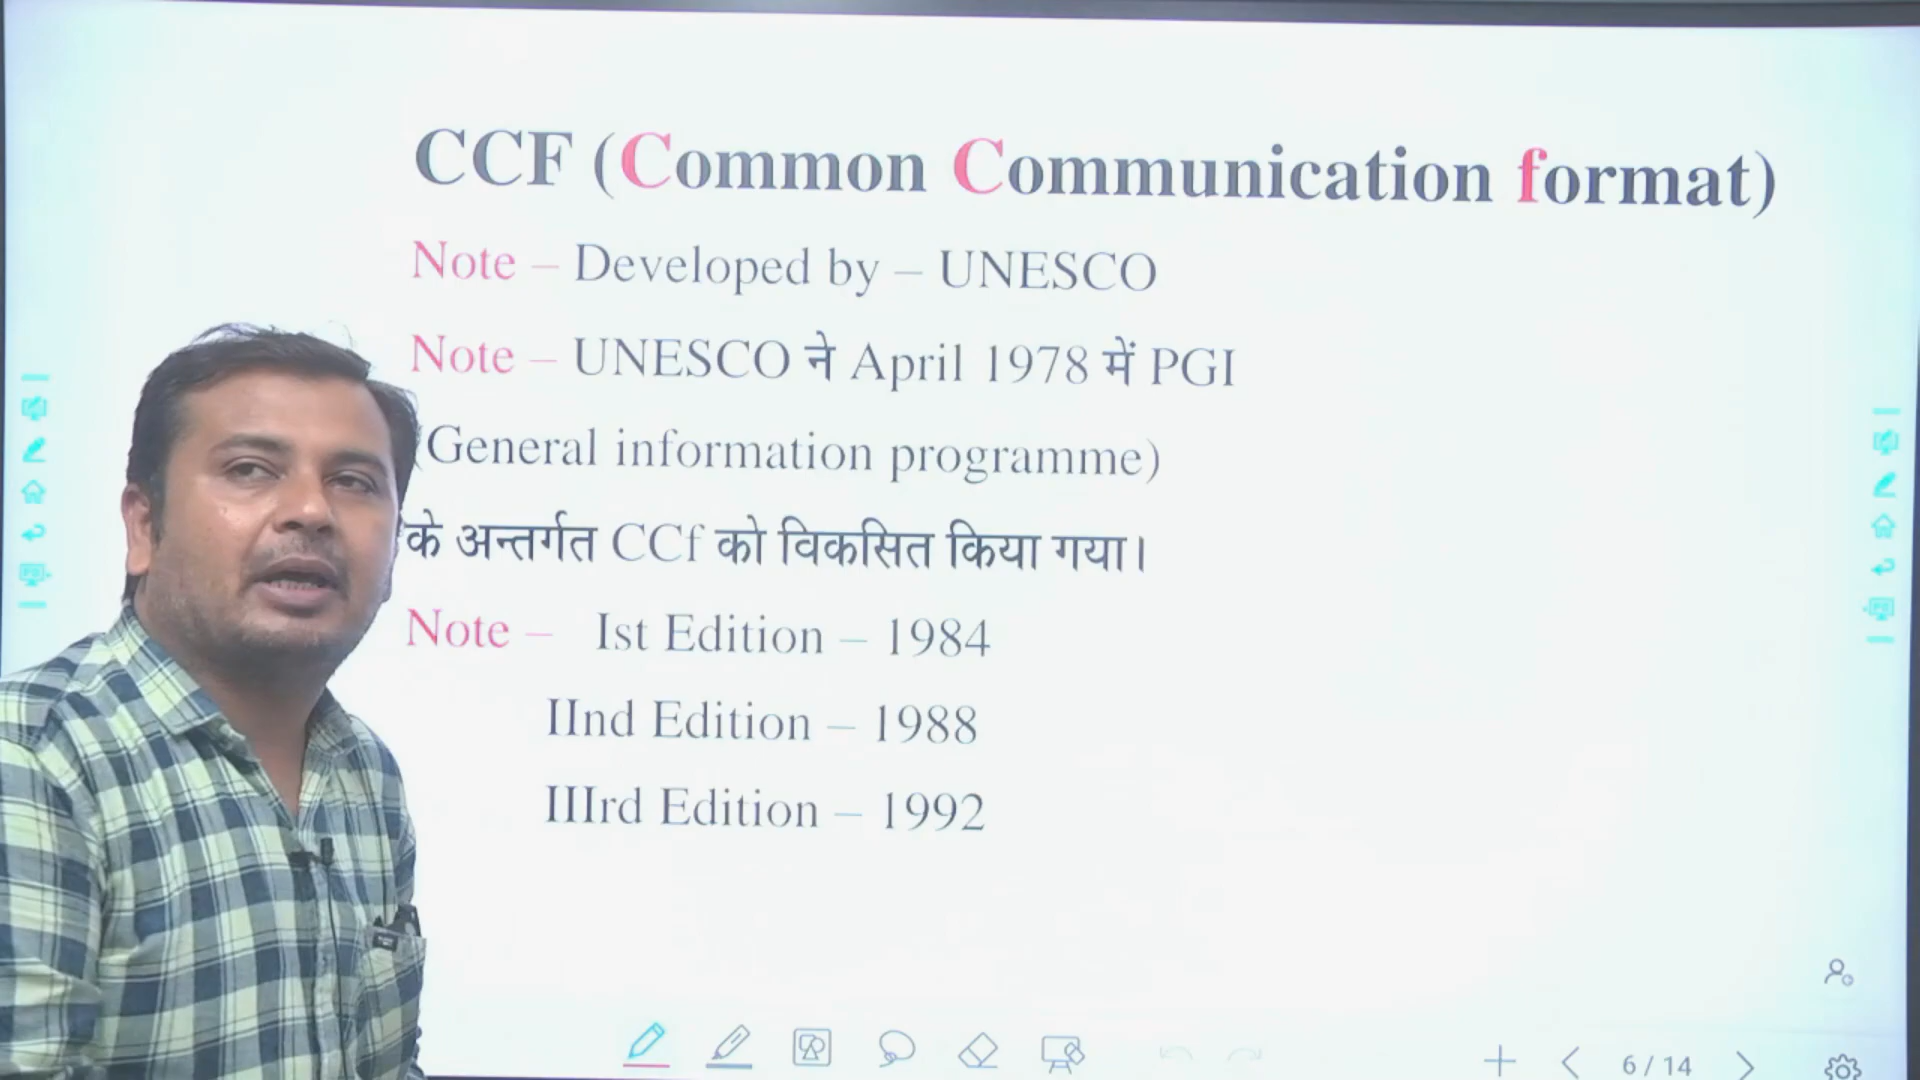 CCF (Common Communication format)
Note – Developed by – UNESCO
Note – UNESCO ने April 1978 में PGI
(General information programme)
के अन्तर्गत CCf को विकसित किया गया।
Note – Ist Edition – 1984
IInd Edition – 1988
IIIrd Edition – 1992
6 / 14